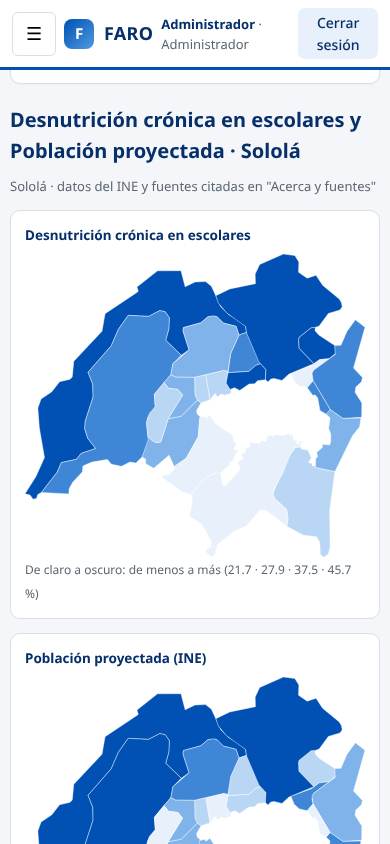 ☰
F
FARO
Administrador ·
Administrador
Cerrar
sesión
Desnutrición crónica en escolares y
Población proyectada · Sololá
Sololá · datos del INE y fuentes citadas en "Acerca y fuentes"
Desnutrición crónica en escolares
De claro a oscuro: de menos a más (21.7 · 27.9 · 37.5 · 45.7
%)
Población proyectada (INE)